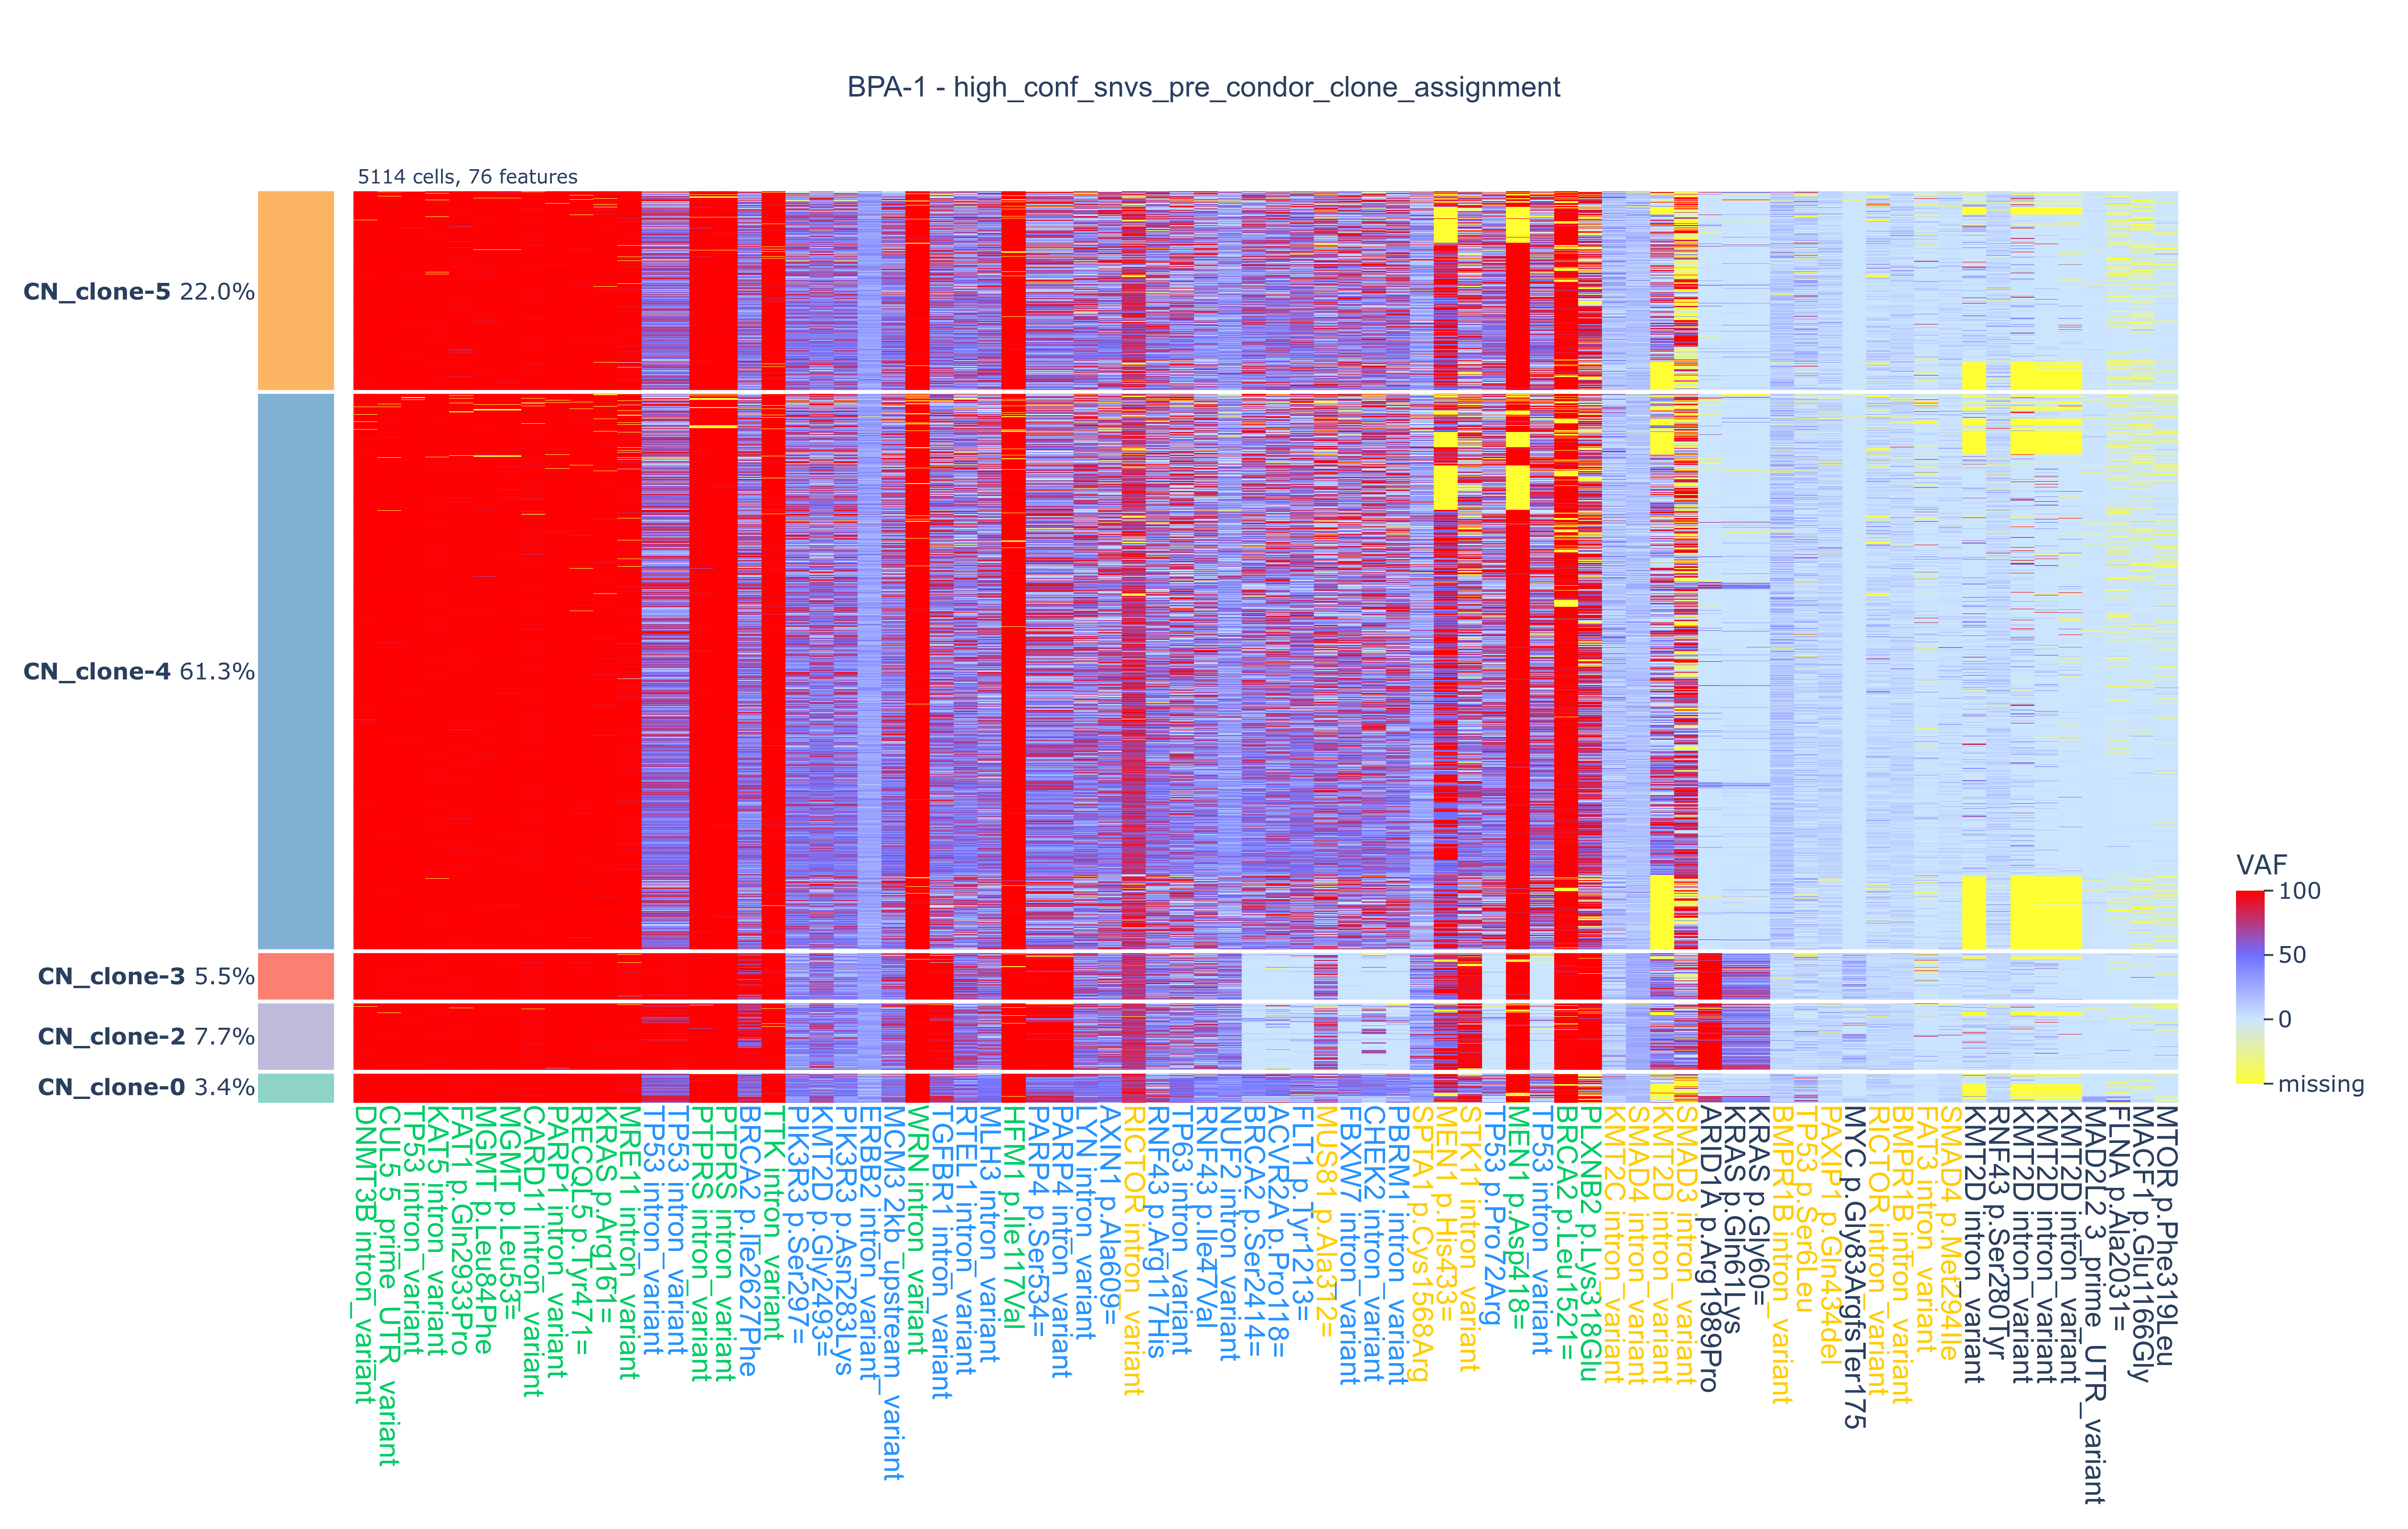 BPA-1 - high_conf_snvs_pre_condor_clone_assignment
5114 cells, 76 features
CN_clone-5 22.0%
CN_clone-4 61.3%
CN_clone-3 5.5%
CN_clone-2 7.7%
CN_clone-0 3.4%
VAF
100
50
0
missing
DNMT3B intron_variant
CUL5 5_prime_UTR_variant
TP53 intron_variant
KAT5 intron_variant
FAT1 p.Gln2933Pro
MGMT p.Leu84Phe
MGMT p.Leu53=
CARD11 intron_variant
PARP1 intron_variant
RECQL5 p.Tyr471=
KRAS p.Arg161=
MRE11 intron_variant
TP53 intron_variant
TP53 intron_variant
PTPRS intron_variant
PTPRS intron_variant
BRCA2 p.Ile2627Phe
TTK intron_variant
PIK3R3 p.Ser297=
KMT2D p.Gly2493=
PIK3R3 p.Asn283Lys
ERBB2 intron_variant
MCM3 2kb_upstream_variant
WRN intron_variant
TGFBR1 intron_variant
RTEL1 intron_variant
MLH3 intron_variant
HFM1 p.Ile117Val
PARP4 p.Ser534=
PARP4 intron_variant
LYN intron_variant
AXIN1 p.Ala609=
RICTOR intron_variant
RNF43 p.Arg117His
TP63 intron_variant
RNF43 p.Ile47Val
NUF2 intron_variant
BRCA2 p.Ser2414=
ACVR2A p.Pro118=
FLT1 p.Tyr1213=
MUS81 p.Ala312=
FBXW7 intron_variant
CHEK2 intron_variant
PBRM1 intron_variant
SPTA1 p.Cys1568Arg
MEN1 p.His433=
STK11 intron_variant
TP53 p.Pro72Arg
MEN1 p.Asp418=
TP53 intron_variant
BRCA2 p.Leu1521=
PLXNB2 p.Lys318Glu
KMT2C intron_variant
SMAD4 intron_variant
KMT2D intron_variant
SMAD3 intron_variant
ARID1A p.Arg1989Pro
KRAS p.Gln61Lys
KRAS p.Gly60=
BMPR1B intron_variant
TP53 p.Ser6Leu
PAXIP1 p.Gln434del
MYC p.Gly83ArgfsTer175
RICTOR intron_variant
BMPR1B intron_variant
FAT3 intron_variant
SMAD4 p.Met294Ile
KMT2D intron_variant
RNF43 p.Ser280Tyr
KMT2D intron_variant
KMT2D intron_variant
KMT2D intron_variant
MAD2L2 3_prime_UTR_variant
FLNA p.Ala2031=
MACF1 p.Glu1166Gly
MTOR p.Phe319Leu